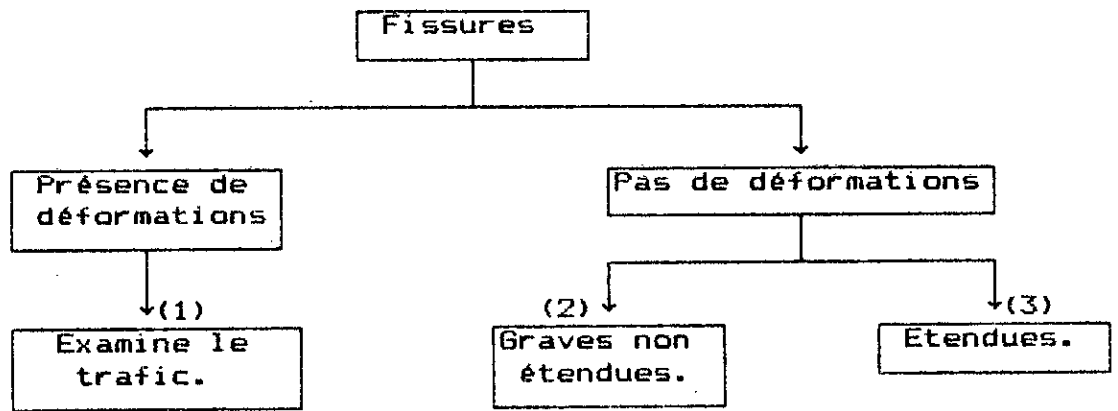 Fissures
Présence de
déformations
Pas de déformations
(1)
(2)
(3)
Examine le
trafic.
Graves non
étendues.
Etendues.